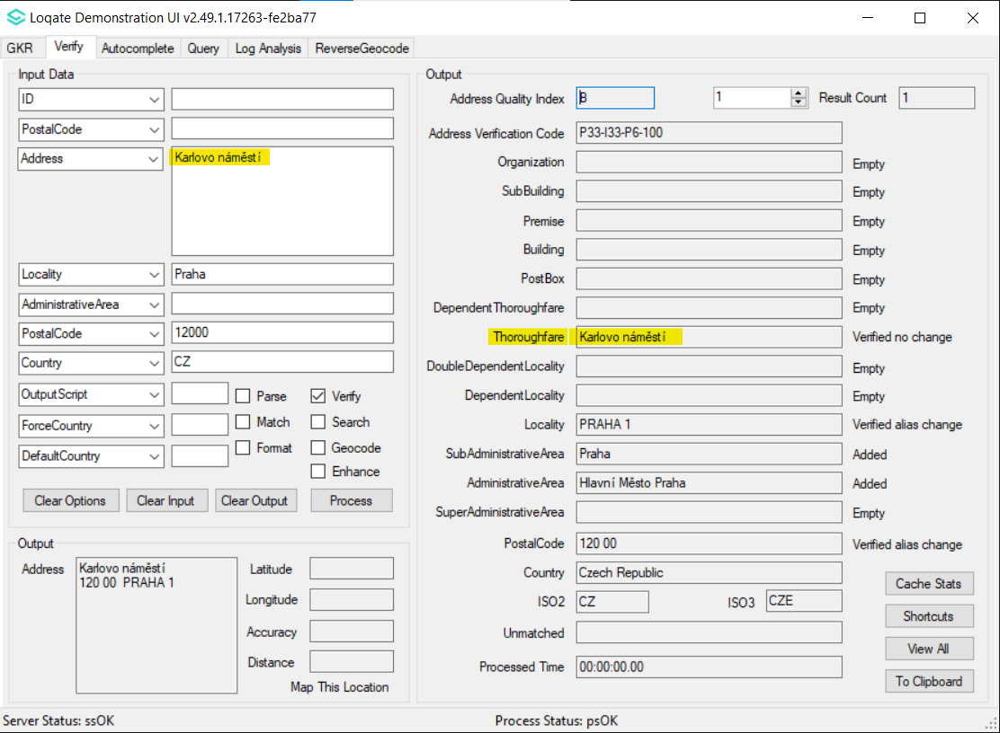 Loqate Demonstration UI v2.49.1.17263-fe2ba77
GKR Verify Autocomplete Query Log Analysis ReverseGeocode
Input Data
ID
PostalCode
Address Karlovo náměstí
Locality Praha
AdministrativeArea
PostalCode 12000
Country CZ
OutputScript Parse Verify
ForceCountry Match Search
DefaultCountry Format Geocode
Enhance
Clear Options Clear Input Clear Output Process
Output
Address Karlovo náměstí
120 00 PRAHA 1
Latitude
Longitude
Accuracy
Distance
Map This Location
Output
Address Quality Index B 1 Result Count 1
Address Verification Code P33-I33-P6-100
Organization Empty
SubBuilding Empty
Premise Empty
Building Empty
PostBox Empty
DependentThoroughfare Empty
Thoroughfare Karlovo náměstí Verified no change
DoubleDependentLocality Empty
DependentLocality Empty
Locality PRAHA 1 Verified alias change
SubAdministrativeArea Praha Added
AdministrativeArea Hlavní Město Praha Added
SuperAdministrativeArea Empty
PostalCode 120 00 Verified alias change
Country Czech Republic
ISO2 CZ ISO3 CZE
Unmatched
Processed Time 00:00:00.00
Cache Stats
Shortcuts
View All
To Clipboard
Server Status: ssOK Process Status: psOK